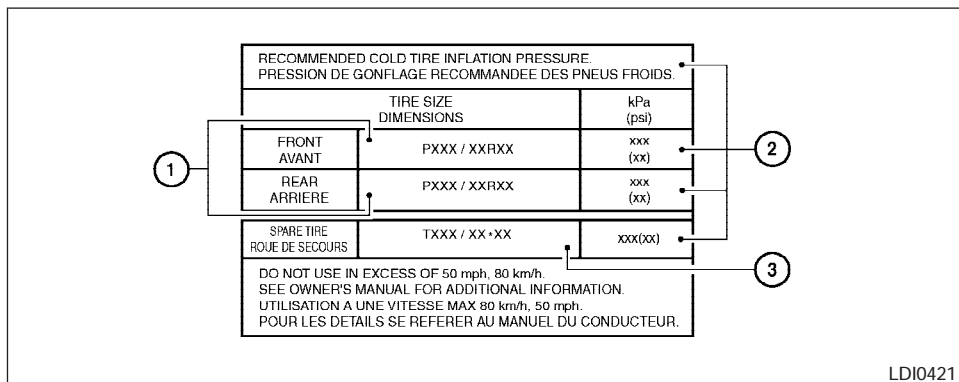 RECOMMENDED COLD TIRE INFLATION PRESSURE.
PRESSION DE GONFLAGE RECOMMANDEE DES PNEUS FROIDS.
TIRE SIZE
DIMENSIONS
kPa
(psi)
FRONT
AVANT
PXXX / XXRXX
xxx
(xx)
REAR
ARRIERE
PXXX / XXRXX
xxx
(xx)
SPARE TIRE
ROUE DE SECOURS
TXXX / XX*XX
xxx(xx)
DO NOT USE IN EXCESS OF 50 mph, 80 km/h.
SEE OWNER'S MANUAL FOR ADDITIONAL INFORMATION.
UTILISATION A UNE VITESSE MAX 80 km/h, 50 mph.
POUR LES DETAILS SE REFERER AU MANUEL DU CONDUCTEUR.
1
2
3
LDI0421